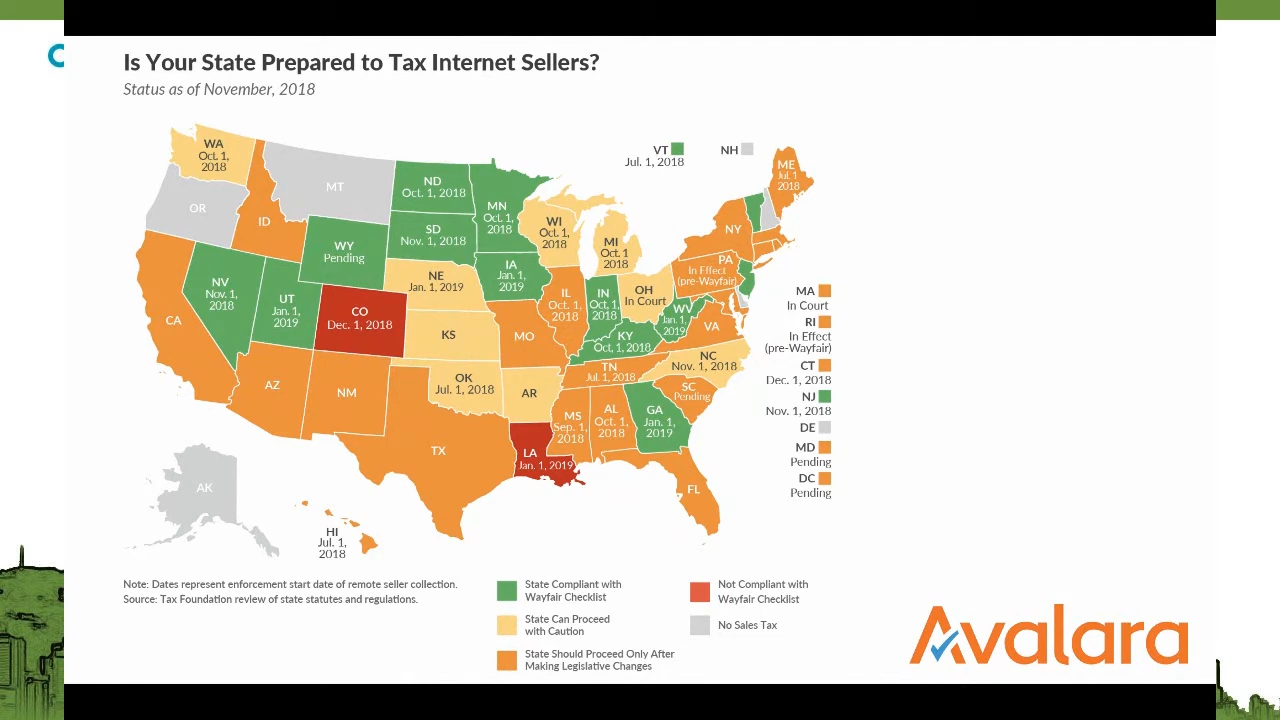 Is Your State Prepared to Tax Internet Sellers?
Status as of November, 2018
WA
Oct. 1,
2018
OR
MT
ID
WY
Pending
NV
Nov. 1,
2018
UT
Jan. 1,
2019
CA
AZ
NM
CO
Dec. 1, 2018
ND
Oct. 1, 2018
SD
Nov. 1, 2018
NE
Jan. 1, 2019
KS
OK
Jul. 1, 2018
TX
MN
Oct. 1,
2018
IA
Jan. 1,
2019
MO
AR
LA
Jan. 1, 2019
WI
Oct. 1,
2018
IL
Oct. 1,
2018
MI
Oct. 1
2018
IN
Oct. 1,
2018
OH
In Court
KY
Oct, 1, 2018
WV
Jan. 1,
2019
TN
Jul. 1, 2018
MS
Sep. 1,
2018
AL
Oct. 1,
2018
GA
Jan. 1,
2019
FL
SC
Pending
NC
Nov. 1, 2018
VA
PA
In Effect
(pre-Wayfair)
NY
ME
Jul. 1
2018
VT
Jul. 1, 2018
NH
MA
In Court
RI
In Effect
(pre-Wayfair)
CT
Dec. 1, 2018
NJ
Nov. 1, 2018
DE
MD
Pending
DC
Pending
AK
HI
Jul. 1,
2018
Note: Dates represent enforcement start date of remote seller collection.
Source: Tax Foundation review of state statutes and regulations.
State Compliant with
Wayfair Checklist
State Can Proceed
with Caution
State Should Proceed Only After
Making Legislative Changes
Not Compliant with
Wayfair Checklist
No Sales Tax
Avalara